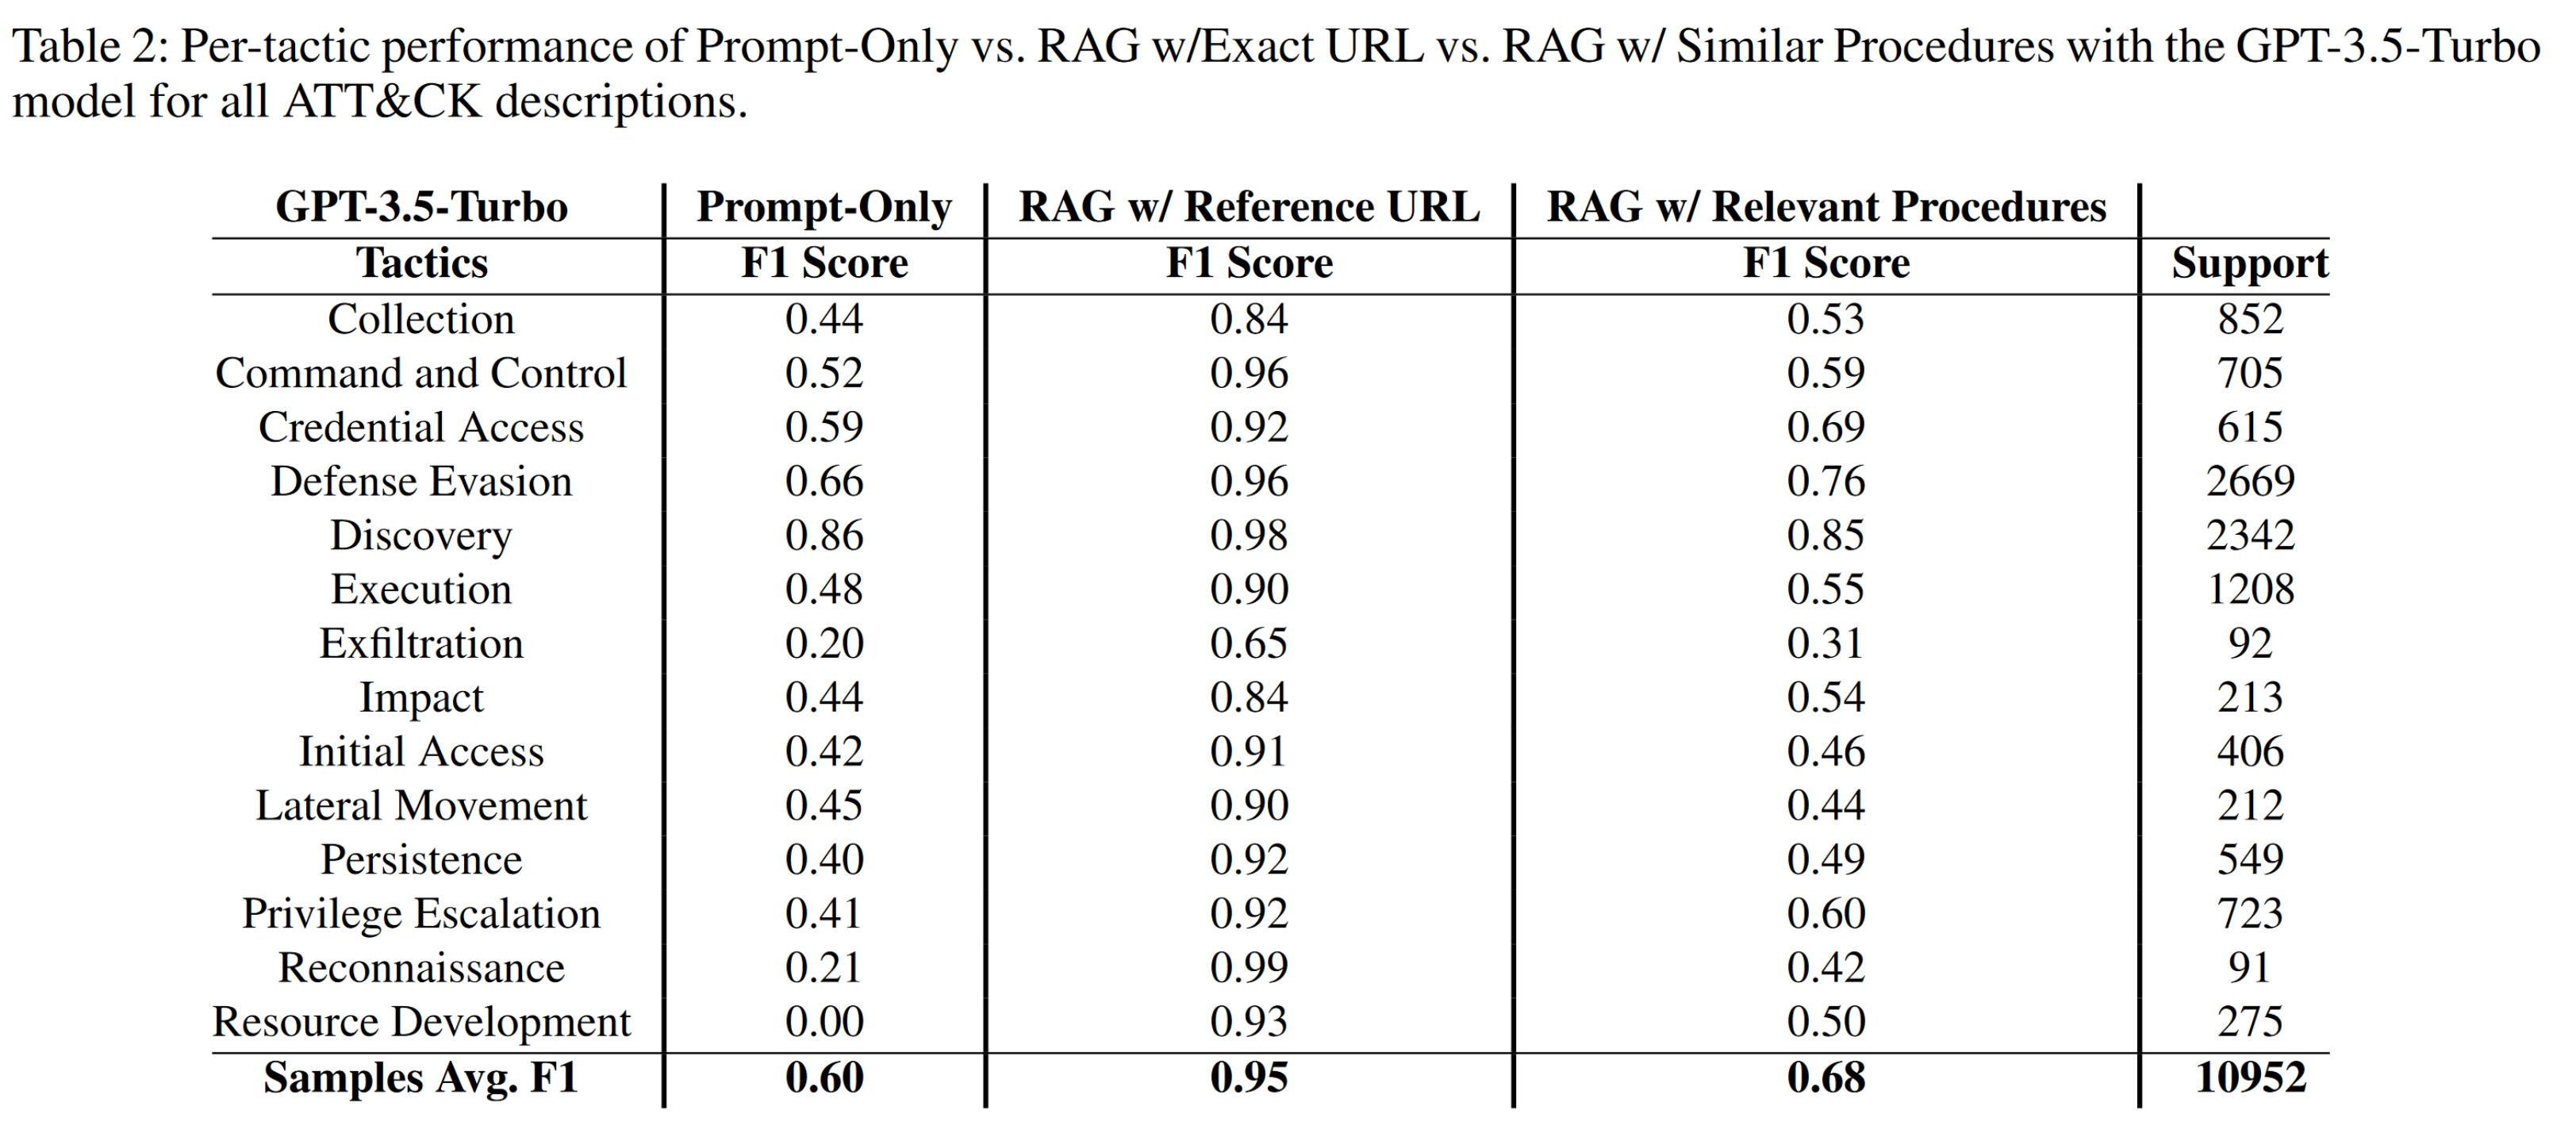 Table 2: Per-tactic performance of Prompt-Only vs. RAG w/Exact URL vs. RAG w/ Similar Procedures with the GPT-3.5-Turbo
model for all ATT&CK descriptions.
GPT-3.5-Turbo Prompt-Only RAG w/ Reference URL RAG w/ Relevant Procedures
Tactics F1 Score F1 Score F1 Score Support
Collection 0.44 0.84 0.53 852
Command and Control 0.52 0.96 0.59 705
Credential Access 0.59 0.92 0.69 615
Defense Evasion 0.66 0.96 0.76 2669
Discovery 0.86 0.98 0.85 2342
Execution 0.48 0.90 0.55 1208
Exfiltration 0.20 0.65 0.31 92
Impact 0.44 0.84 0.54 213
Initial Access 0.42 0.91 0.46 406
Lateral Movement 0.45 0.90 0.44 212
Persistence 0.40 0.92 0.49 549
Privilege Escalation 0.41 0.92 0.60 723
Reconnaissance 0.21 0.99 0.42 91
Resource Development 0.00 0.93 0.50 275
Samples Avg. F1 0.60 0.95 0.68 10952